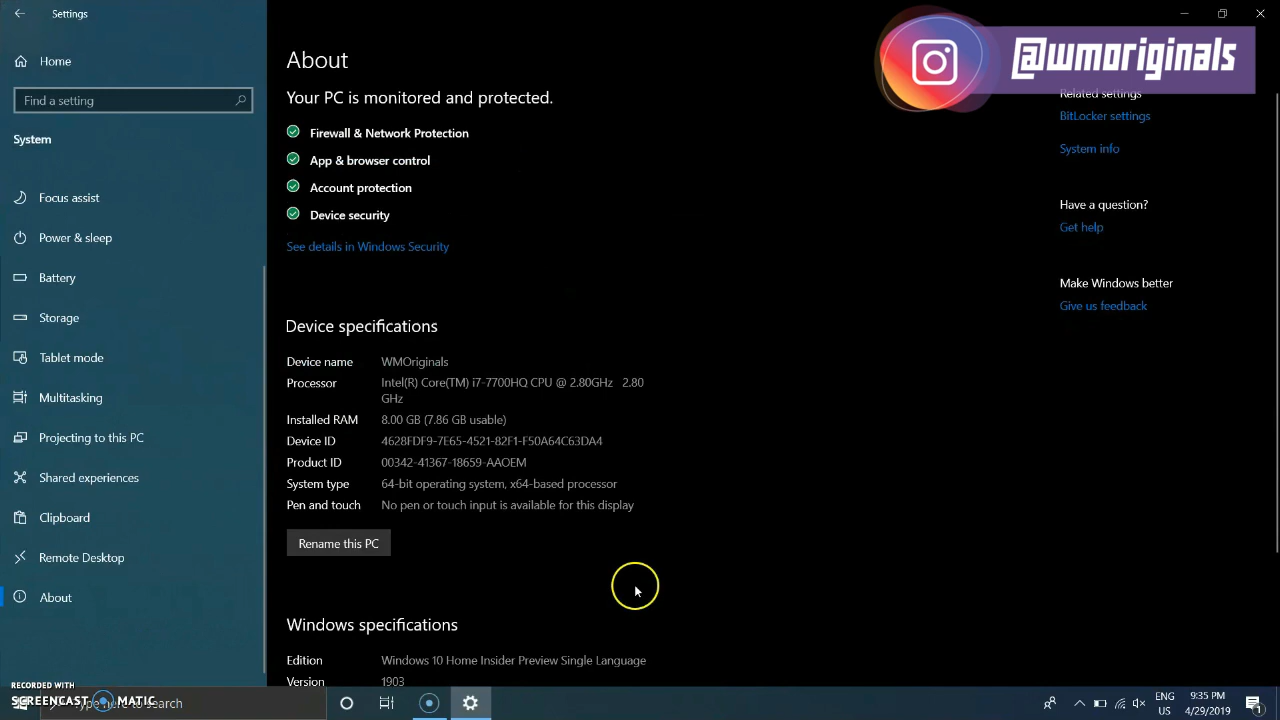 Settings
Home
Find a setting
System
Focus assist
Power & sleep
Battery
Storage
Tablet mode
Multitasking
Projecting to this PC
Shared experiences
Clipboard
Remote Desktop
About
About
Your PC is monitored and protected.
Firewall & Network Protection
App & browser control
Account protection
Device security
See details in Windows Security
Device specifications
Device name WMOriginals
Processor Intel(R) Core(TM) i7-7700HQ CPU @ 2.80GHz 2.80
GHz
Installed RAM 8.00 GB (7.86 GB usable)
Device ID 4628FDF9-7E65-4521-82F1-F50A64C63DA4
Product ID 00342-41367-18659-AAOEM
System type 64-bit operating system, x64-based processor
Pen and touch No pen or touch input is available for this display
Rename this PC
Windows specifications
Edition Windows 10 Home Insider Preview Single Language
Version 1903
@wmoriginals
Related settings
BitLocker settings
System info
Have a question?
Get help
Make Windows better
Give us feedback
RECORDED WITH
SCREENCAST MATIC
Type here to search
ENG
US
9:35 PM
4/29/2019
1